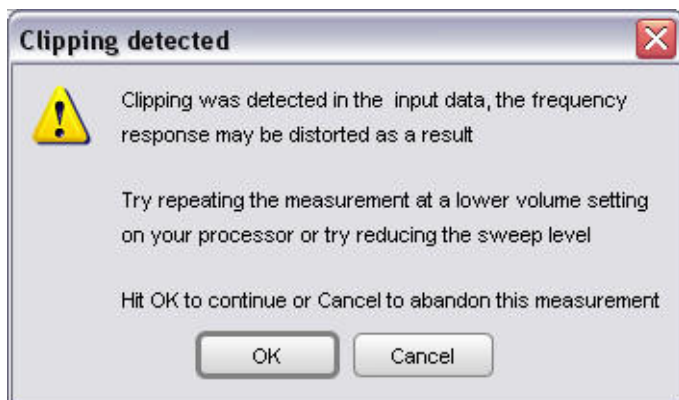 Clipping detected
Clipping was detected in the input data, the frequency
response may be distorted as a result
Try repeating the measurement at a lower volume setting
on your processor or try reducing the sweep level
Hit OK to continue or Cancel to abandon this measurement
OK
Cancel